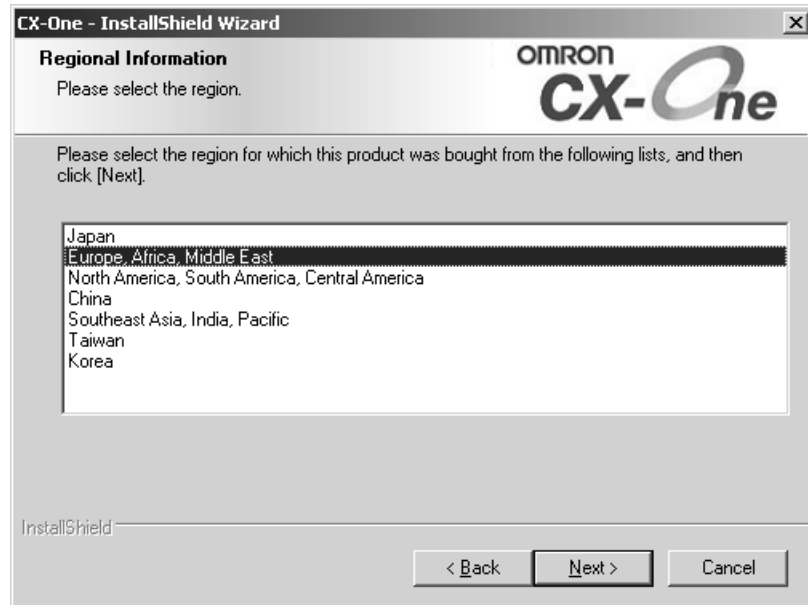 CX-One - InstallShield Wizard
Regional Information
Please select the region.
OMRON
CX-One
Please select the region for which this product was bought from the following lists, and then
click [Next].
Japan
Europe, Africa, Middle East
North America, South America, Central America
China
Southeast Asia, India, Pacific
Taiwan
Korea
InstallShield
< Back
Next >
Cancel